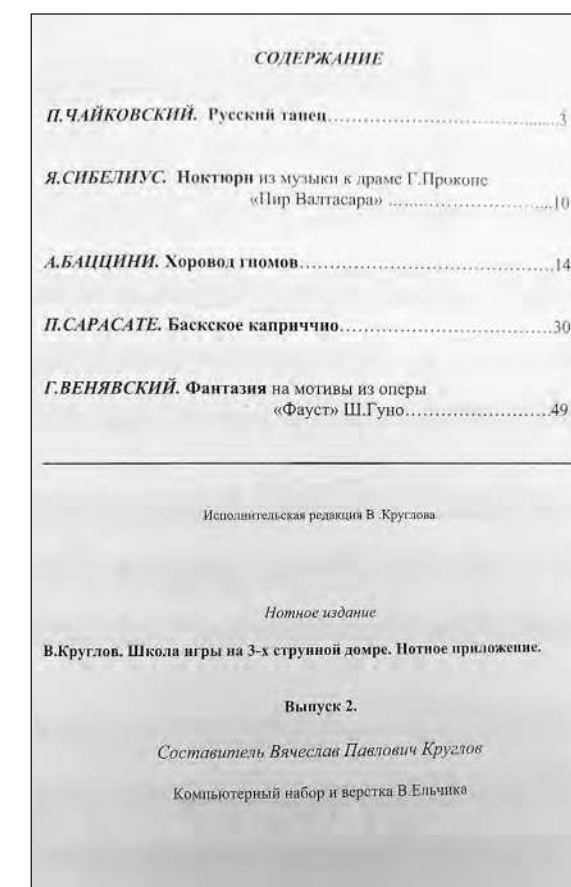 СОДЕРЖАНИЕ
П.ЧАЙКОВСКИЙ. Русский танец..............................................3
Я.СИБЕЛИУС. Ноктюрн из музыки к драме Г.Прокопе
«Пир Валтасара» ................................10
А.БАЦЦИНИ. Хоровод гномов..............................................14
П.САРАСАТЕ. Баскское каприччио......................................30
Г.ВЕНЯВСКИЙ. Фантазия на мотивы из оперы
«Фауст» Ш.Гуно............................49
Исполнительская редакция В .Круглова
Нотное издание
В.Круглов. Школа игры на 3-х струнной домре. Нотное приложение.
Выпуск 2.
Составитель Вячеслав Павлович Круглов
Компьютерный набор и верстка В.Ельчика